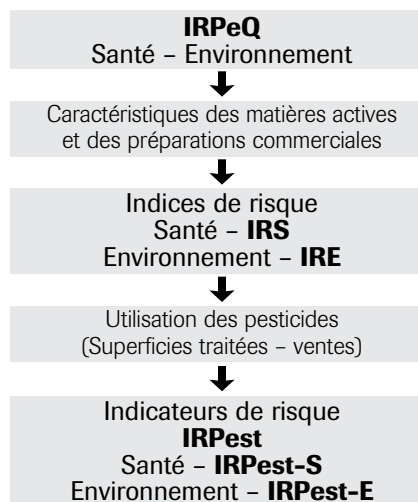 IRPeQ
Santé – Environnement
Caractéristiques des matières actives
et des préparations commerciales
Indices de risque
Santé – IRS
Environnement – IRE
Utilisation des pesticides
(Superficies traitées – ventes)
Indicateurs de risque
IRPest
Santé – IRPest-S
Environnement – IRPest-E